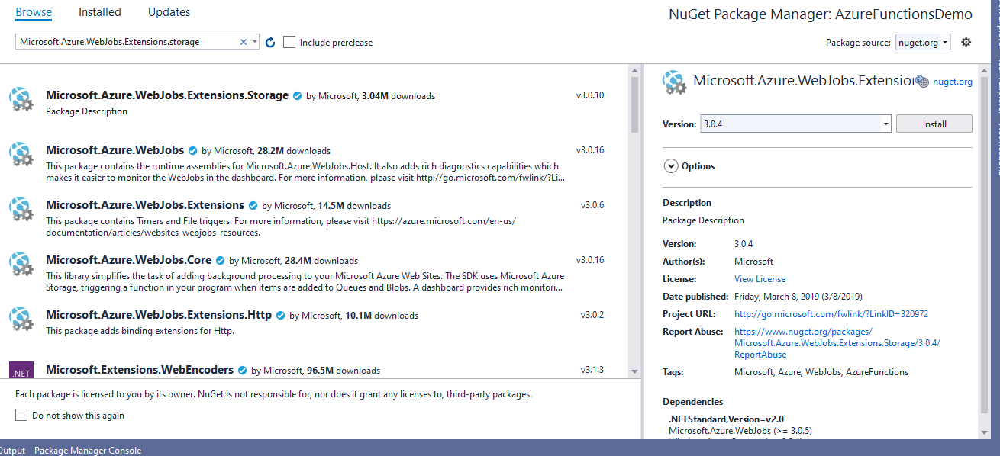 Browse Installed Updates
NuGet Package Manager: AzureFunctionsDemo
Microsoft.Azure.WebJobs.Extensions.storage
Include prerelease
Package source: nuget.org
Microsoft.Azure.WebJobs.Extensions.Storage by Microsoft, 3.04M downloads v3.0.10
Package Description
Microsoft.Azure.WebJobs by Microsoft, 28.2M downloads v3.0.16
This package contains the runtime assemblies for Microsoft.Azure.WebJobs.Host. It also adds rich diagnostics capabilities which
makes it easier to monitor the WebJobs in the dashboard. For more information, please visit http://go.microsoft.com/fwlink/?Li...
Microsoft.Azure.WebJobs.Extensions by Microsoft, 14.5M downloads v3.0.6
This package contains Timers and File triggers. For more information, please visit https://azure.microsoft.com/en-us/
documentation/articles/websites-webjobs-resources.
Microsoft.Azure.WebJobs.Core by Microsoft, 28.4M downloads v3.0.16
This library simplifies the task of adding background processing to your Microsoft Azure Web Sites. The SDK uses Microsoft Azure
Storage, triggering a function in your program when items are added to Queues and Blobs. A dashboard provides rich monitori...
Microsoft.Azure.WebJobs.Extensions.Http by Microsoft, 10.1M downloads v3.0.2
This package adds binding extensions for Http.
.NET
Microsoft.Extensions.WebEncoders by Microsoft, 96.5M downloads v3.1.3
Each package is licensed to you by its owner. NuGet is not responsible for, nor does it grant any licenses to, third-party packages.
Do not show this again
Microsoft.Azure.WebJobs.Extension nuget.org
Version: 3.0.4 Install
Options
Description
Package Description
Version: 3.0.4
Author(s): Microsoft
License: View License
Date published: Friday, March 8, 2019 (3/8/2019)
Project URL: http://go.microsoft.com/fwlink/?LinkID=320972
Report Abuse: https://www.nuget.org/packages/
Microsoft.Azure.WebJobs.Extensions.Storage/3.0.4/
ReportAbuse
Tags: Microsoft, Azure, WebJobs, AzureFunctions
Dependencies
.NETStandard,Version=v2.0
Microsoft.Azure.WebJobs (>= 3.0.5)
Output Package Manager Console